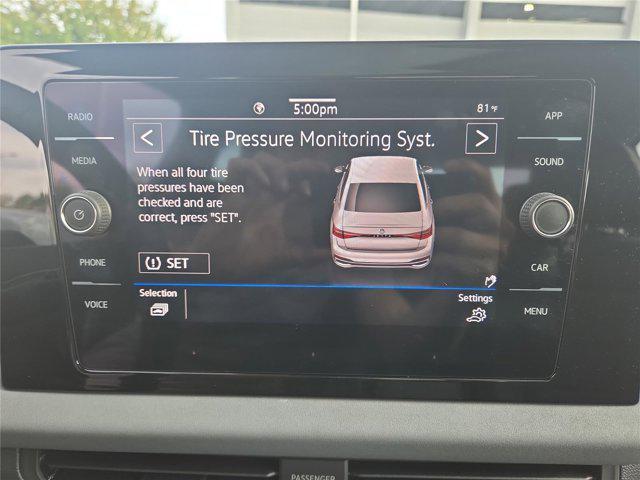 5:00pm
81°F
RADIO
MEDIA
PHONE
VOICE
Tire Pressure Monitoring Syst.
When all four tire
pressures have been
checked and are
correct, press "SET".
SET
JETTA
Selection
Settings
APP
SOUND
CAR
MENU
PASSENGER